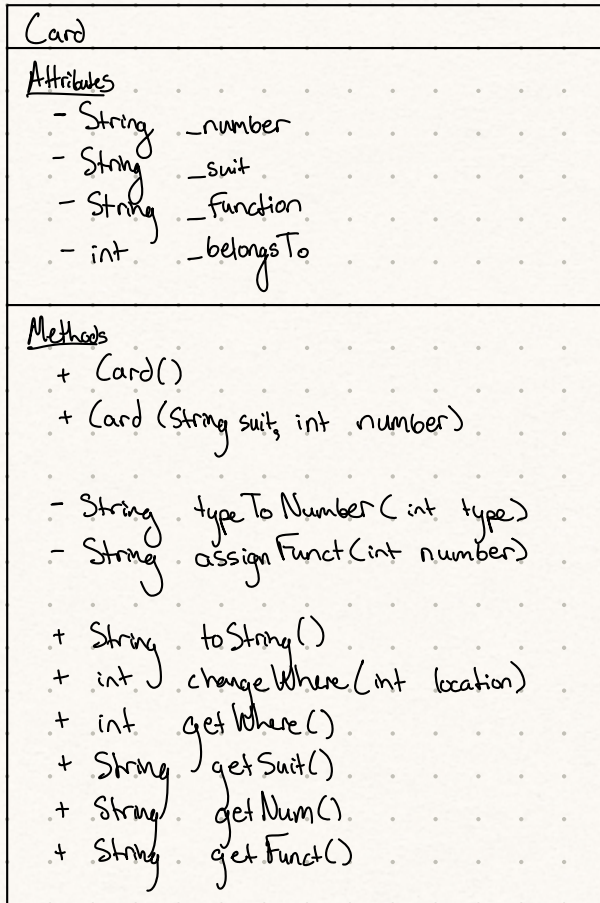 Card
Attributes
- String _number
- String _suit
- String _function
- int _belongsTo
Methods
+ Card()
+ Card (String suit, int number)
- String typeToNumber(int type)
- String assignFunct(int number)
+ String toString()
+ int changeWhere(int location)
+ int getWhere()
+ String getSuit()
+ String getNum()
+ String getFunct()